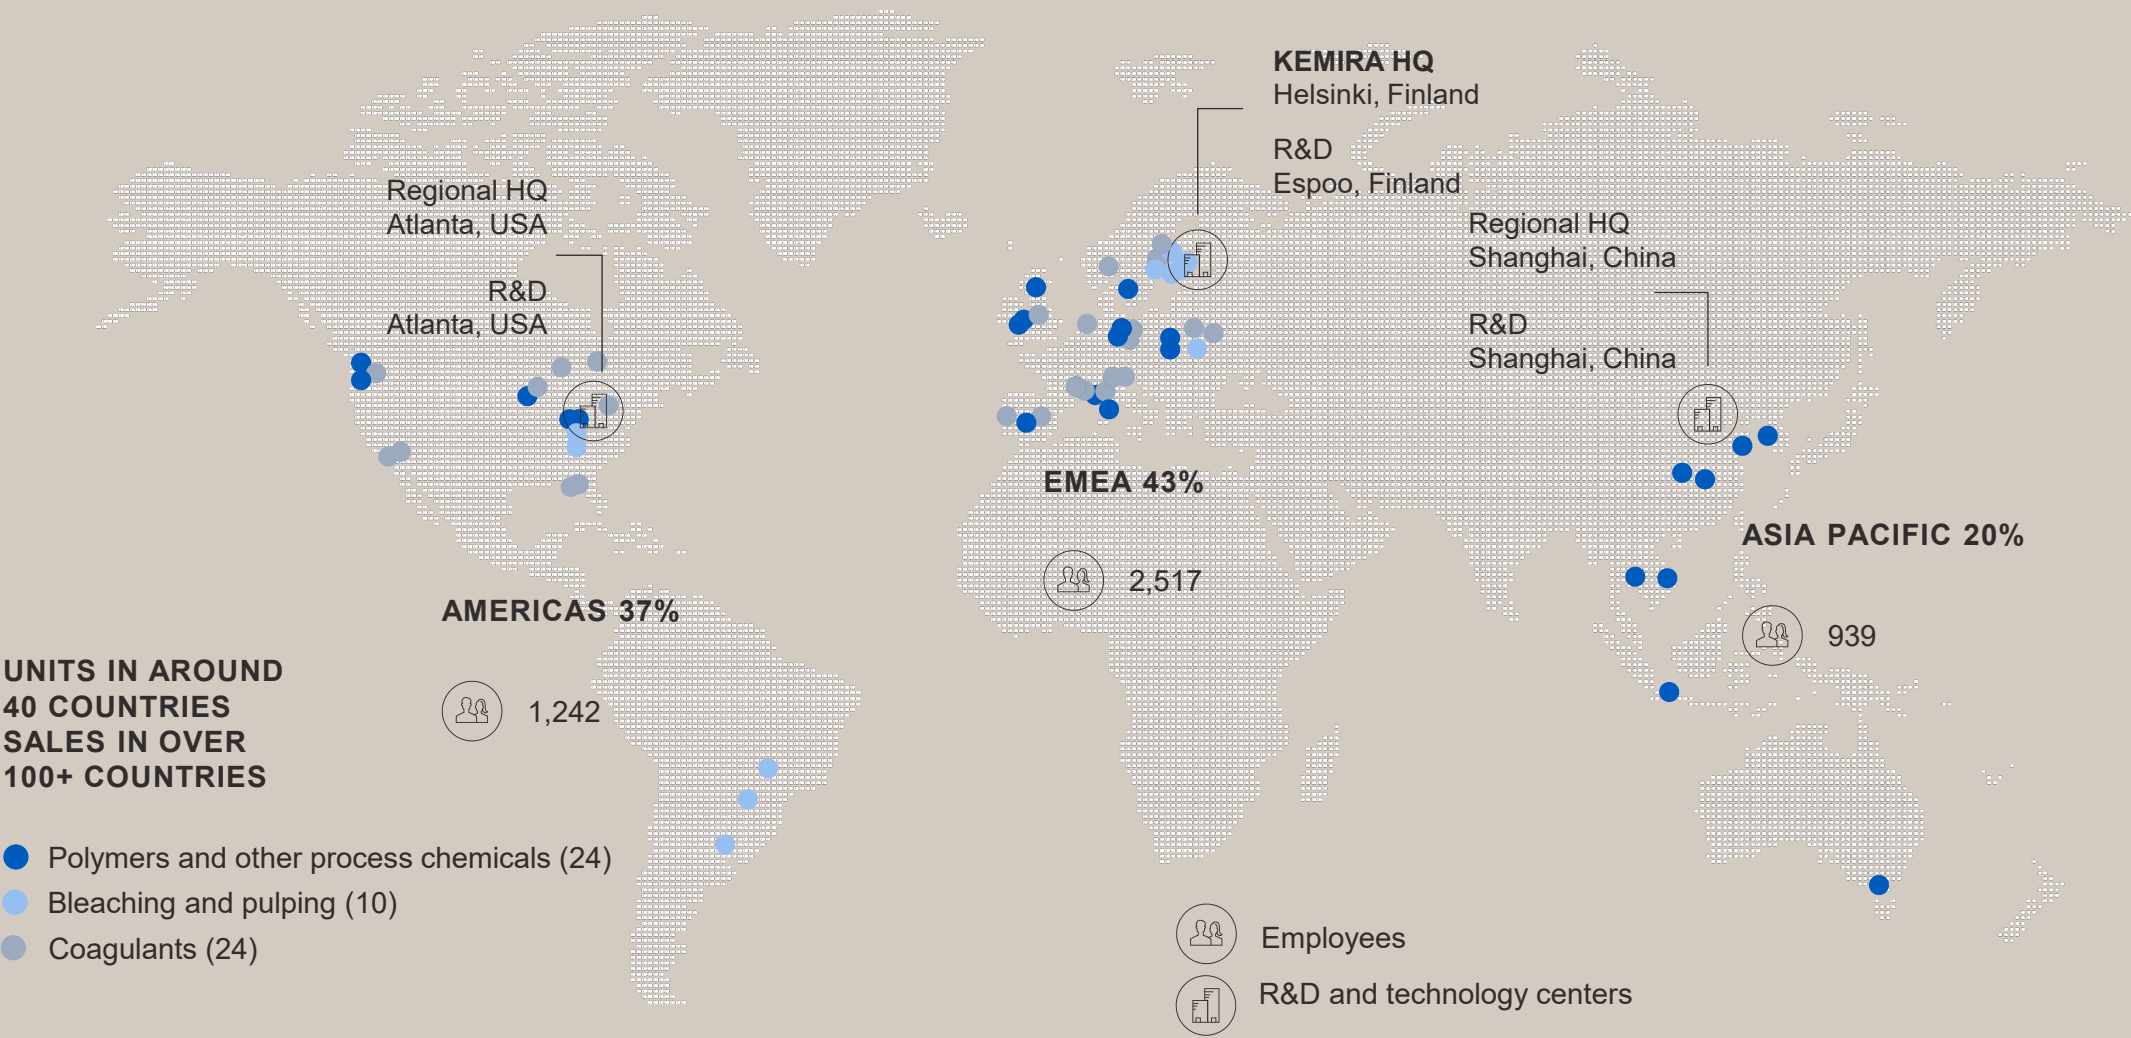 KEMIRA HQ
Helsinki, Finland
R&D
Espoo, Finland
Regional HQ
Atlanta, USA
R&D
Atlanta, USA
Regional HQ
Shanghai, China
R&D
Shanghai, China
EMEA 43%
2,517
ASIA PACIFIC 20%
939
AMERICAS 37%
1,242
UNITS IN AROUND
40 COUNTRIES
SALES IN OVER
100+ COUNTRIES
Polymers and other process chemicals (24)
Bleaching and pulping (10)
Coagulants (24)
Employees
R&D and technology centers